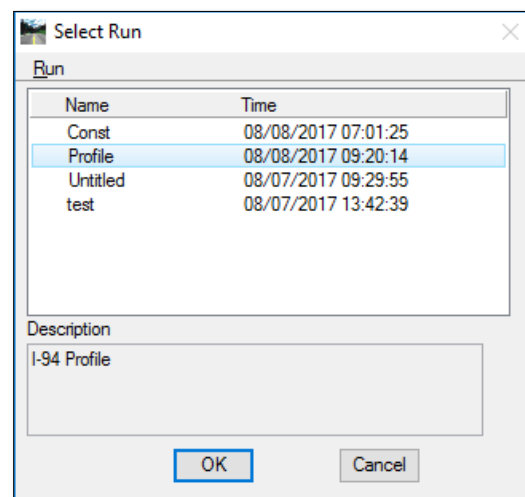 Select Run
Run
Name Time
Const 08/08/2017 07:01:25
Profile 08/08/2017 09:20:14
Untitled 08/07/2017 09:29:55
test 08/07/2017 13:42:39
Description
I-94 Profile
OK Cancel